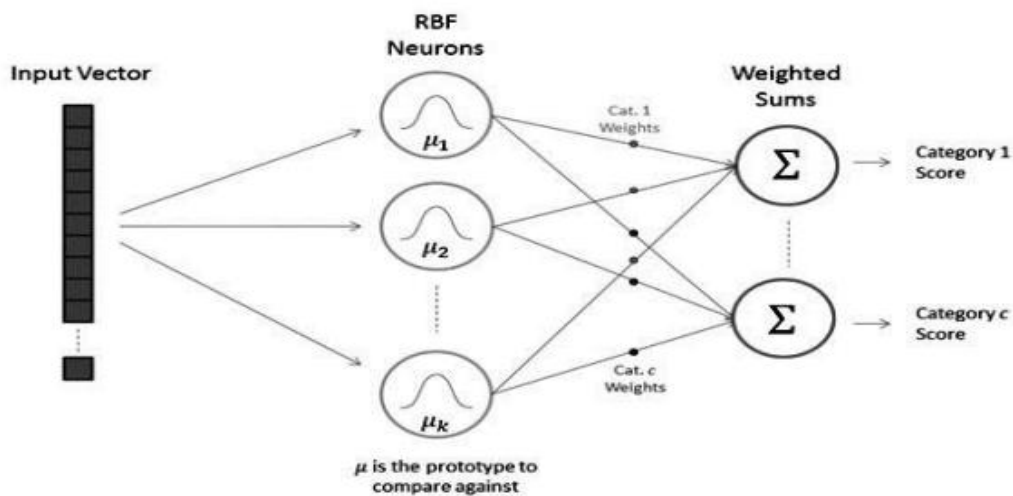 RBF
Neurons
Input Vector
Weighted
Sums
Cat. 1
Weights
μ₁
Σ
Category 1
Score
μ₂
Σ
Category c
Score
Cat. c
Weights
μₖ
μ is the prototype to
compare against